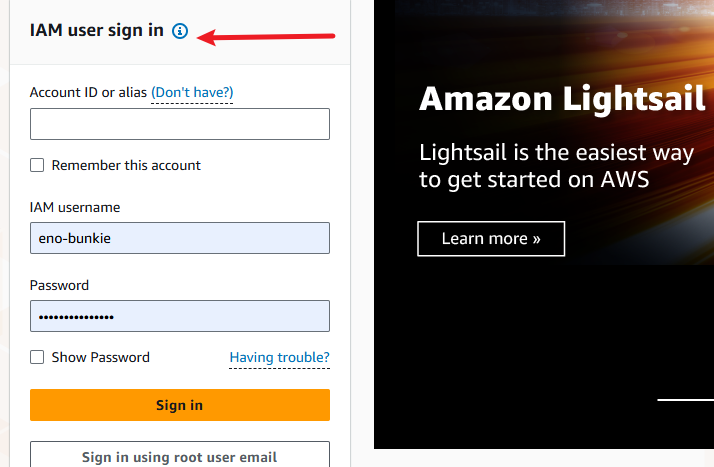 IAM user sign in
Account ID or alias (Don't have?)
Remember this account
IAM username
eno-bunkie
Password
•••••••••••••••
Show Password
Having trouble?
Sign in
Sign in using root user email
Amazon Lightsail
Lightsail is the easiest way
to get started on AWS
Learn more »